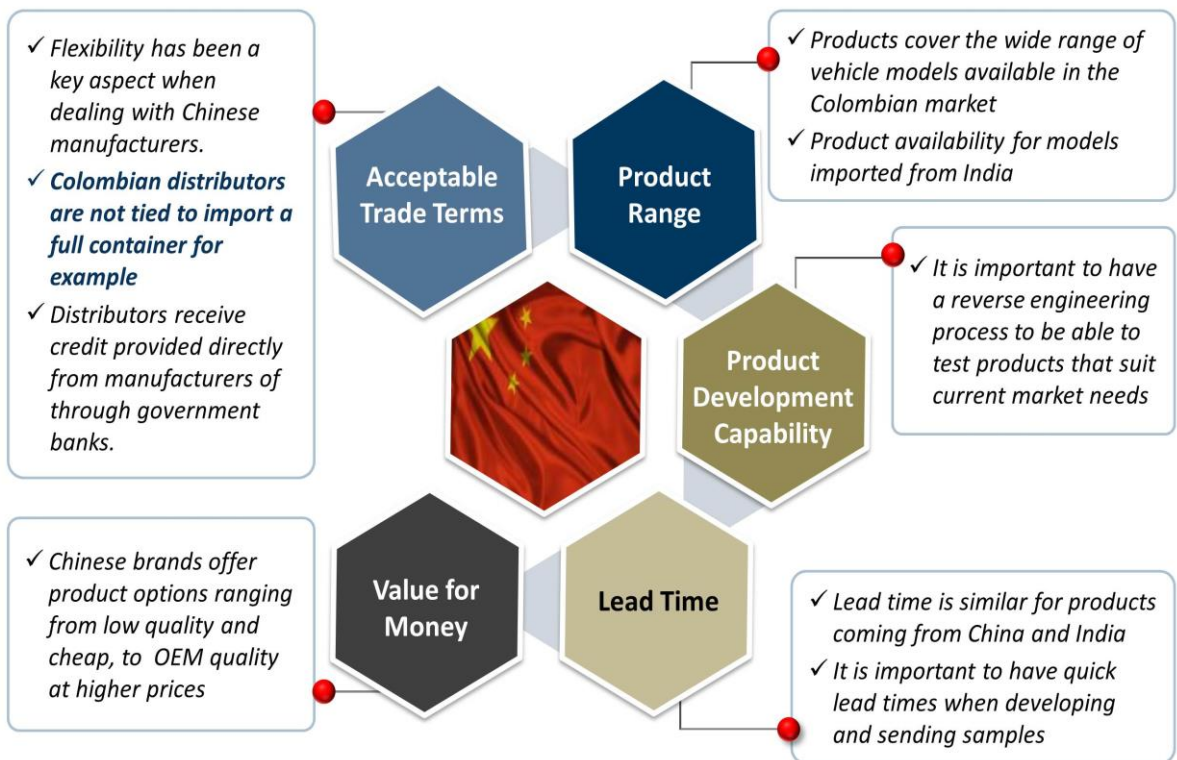 ✓ Flexibility has been a
key aspect when
dealing with Chinese
manufacturers.
✓ Colombian distributors
are not tied to import a
full container for
example
✓ Distributors receive
credit provided directly
from manufacturers of
through government
banks.
Acceptable
Trade Terms
Product
Range
✓ Products cover the wide range of
vehicle models available in the
Colombian market
✓ Product availability for models
imported from India
Product
Development
Capability
✓ It is important to have
a reverse engineering
process to be able to
test products that suit
current market needs
✓ Chinese brands offer
product options ranging
from low quality and
cheap, to OEM quality
at higher prices
Value for
Money
Lead Time
✓ Lead time is similar for products
coming from China and India
✓ It is important to have quick
lead times when developing
and sending samples